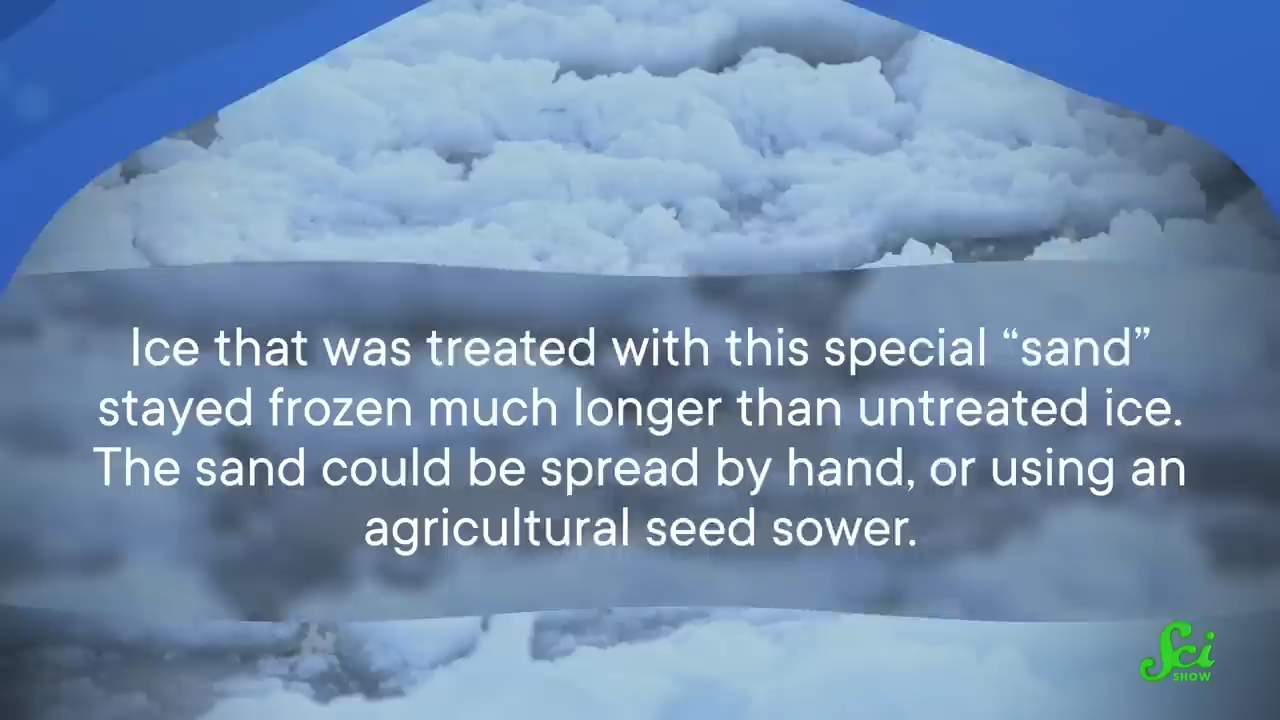 Ice that was treated with this special “sand”
stayed frozen much longer than untreated ice.
The sand could be spread by hand, or using an
agricultural seed sower.
Sci
SHOW